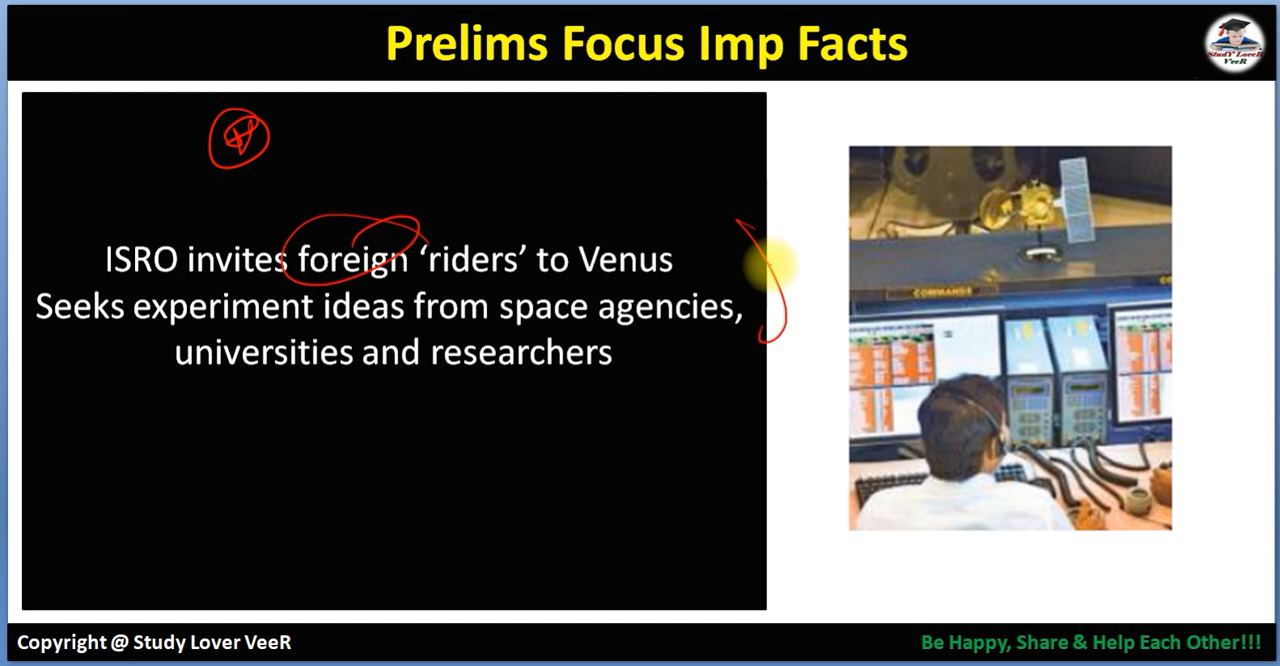 Prelims Focus Imp Facts
StudY LoveR
VeeR
ISRO invites foreign ‘riders’ to Venus
Seeks experiment ideas from space agencies,
universities and researchers
COMMANDS
Copyright @ Study Lover VeeR
Be Happy, Share & Help Each Other!!!